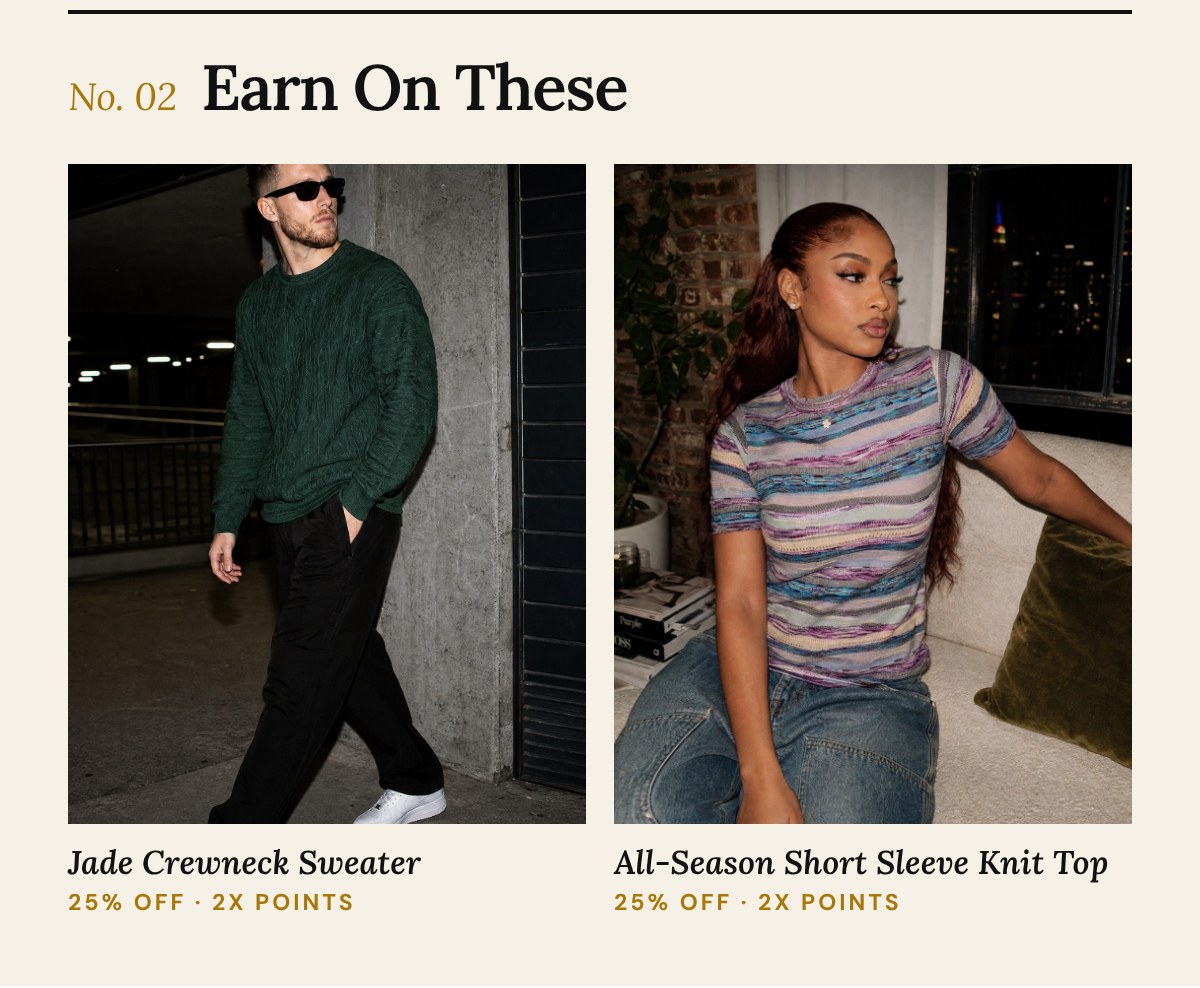 No. 02 Earn On These
Purple
Jade Crewneck Sweater
All-Season Short Sleeve Knit Top
25% OFF · 2X POINTS
25% OFF · 2X POINTS